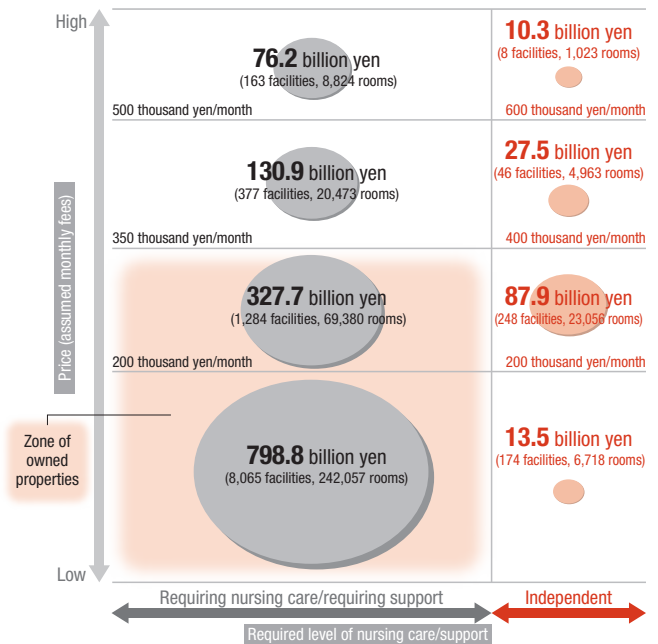 High
76.2 billion yen
(163 facilities, 8,824 rooms)
10.3 billion yen
(8 facilities, 1,023 rooms)
500 thousand yen/month
600 thousand yen/month
130.9 billion yen
(377 facilities, 20,473 rooms)
27.5 billion yen
(46 facilities, 4,963 rooms)
350 thousand yen/month
400 thousand yen/month
Price (assumed monthly fees)
327.7 billion yen
(1,284 facilities, 69,380 rooms)
87.9 billion yen
(248 facilities, 23,056 rooms)
200 thousand yen/month
200 thousand yen/month
Zone of
owned
properties
798.8 billion yen
(8,065 facilities, 242,057 rooms)
13.5 billion yen
(174 facilities, 6,718 rooms)
Low
Requiring nursing care/requiring support
Independent
Required level of nursing care/support